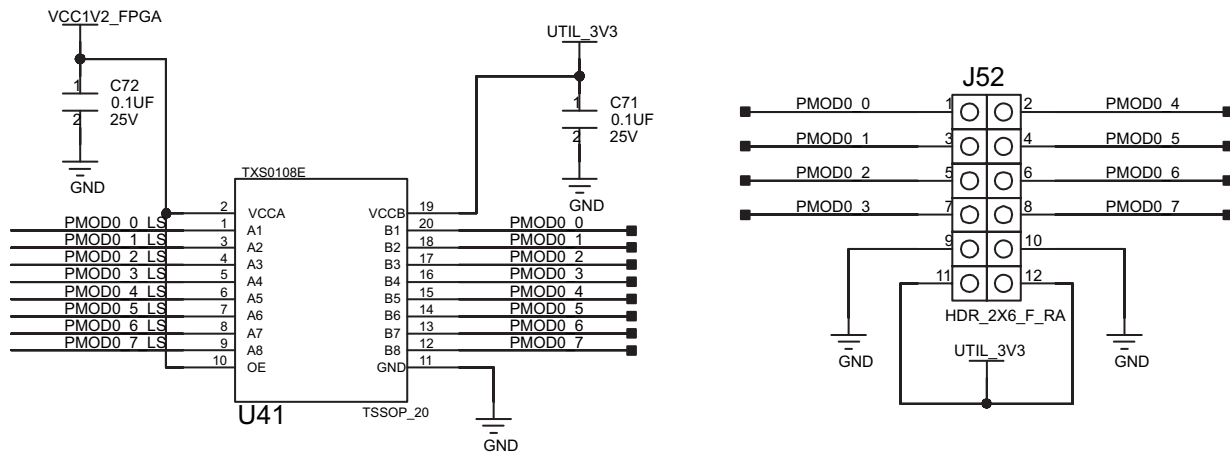 VCC1V2_FPGA
1
C72
0.1UF
2
25V
GND
UTIL_3V3
1
C71
0.1UF
2
25V
GND
TXS0108E
2 VCCA VCCB 19
PMOD0_0_LS 1 A1 B1 20 PMOD0_0
PMOD0_1_LS 3 A2 B2 18 PMOD0_1
PMOD0_2_LS 4 A3 B3 17 PMOD0_2
PMOD0_3_LS 5 A4 B4 16 PMOD0_3
PMOD0_4_LS 6 A5 B5 15 PMOD0_4
PMOD0_5_LS 7 A6 B6 14 PMOD0_5
PMOD0_6_LS 8 A7 B7 13 PMOD0_6
PMOD0_7_LS 9 A8 B8 12 PMOD0_7
10 OE GND 11
U41
TSSOP_20
GND
J52
PMOD0_0 1 2 PMOD0_4
PMOD0_1 3 4 PMOD0_5
PMOD0_2 5 6 PMOD0_6
PMOD0_3 7 8 PMOD0_7
9 10
11 12
HDR_2X6_F_RA
GND
UTIL_3V3
GND